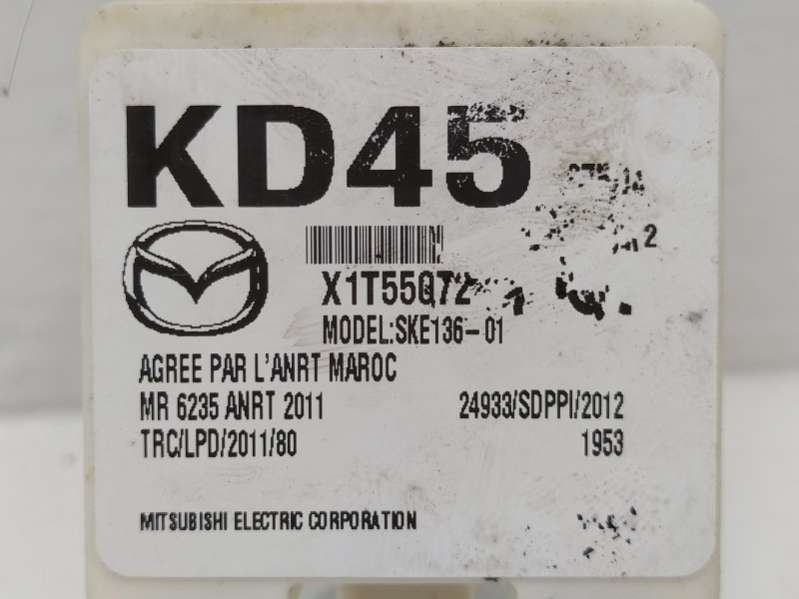 KD45
X1T55Q72
MODEL:SKE136-01
AGREE PAR L'ANRT MAROC
MR 6235 ANRT 2011
24933/SDPPI/2012
TRC/LPD/2011/80
1953
MITSUBISHI ELECTRIC CORPORATION